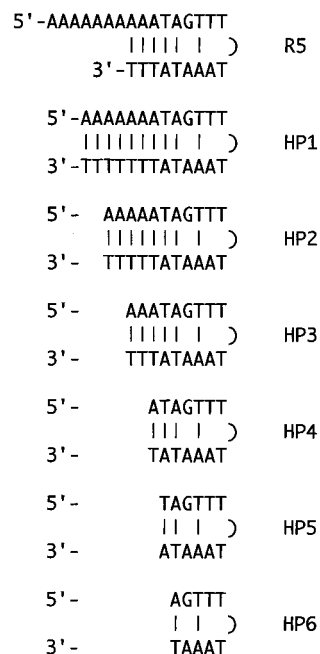 5'-AAAAAAAAAATAGTTT
R5
3'-TTTATAAAT
5'-AAAAAAATAGTTT
HP1
3'-TTTTTTTATAAAT
5'- AAAAATAGTTT
HP2
3'- TTTTTATAAAT
5'- AAATAGTTT
HP3
3'- TTTATAAAT
5'- ATAGTTT
HP4
3'- TATAAAT
5'- TAGTTT
HP5
3'- ATAAAT
5'- AGTTT
HP6
3'- TAAAT